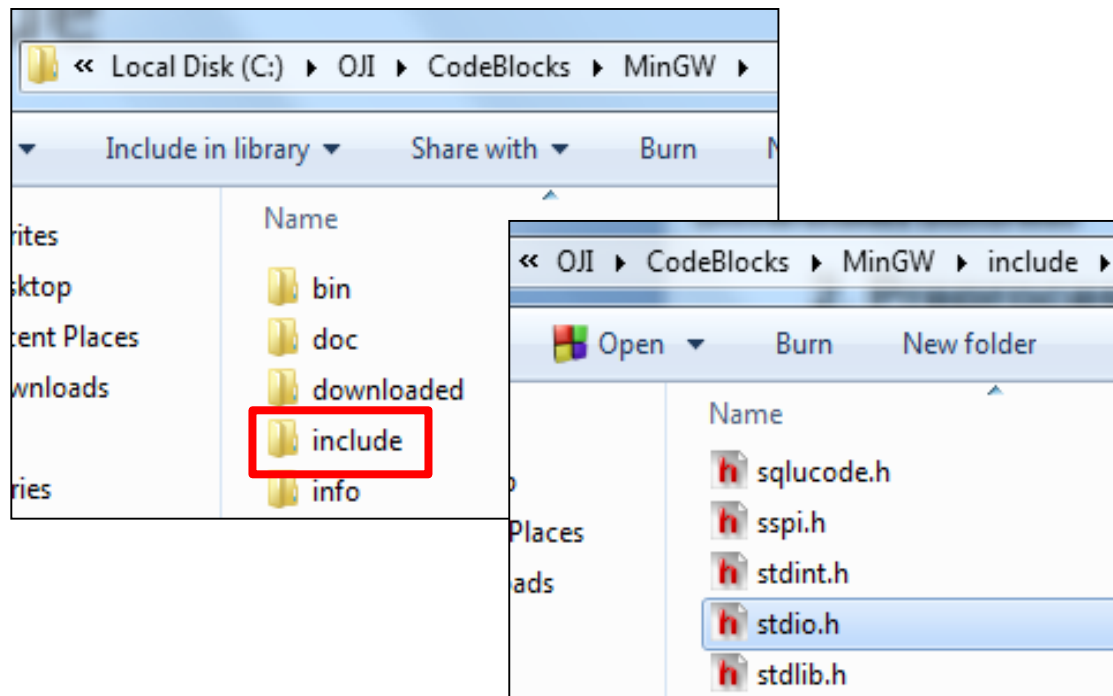 « Local Disk (C:) ▸ OJI ▸ CodeBlocks ▸ MinGW ▸
Include in library ▾ Share with ▾ Burn
Name
rites
bin
sktop
doc
ent Places
downloaded
wnloads
include
ries
info
« OJI ▸ CodeBlocks ▸ MinGW ▸ include ▸
Open ▾ Burn New folder
Name
sqlucode.h
sspi.h
Places
stdint.h
ads
stdio.h
stdlib.h